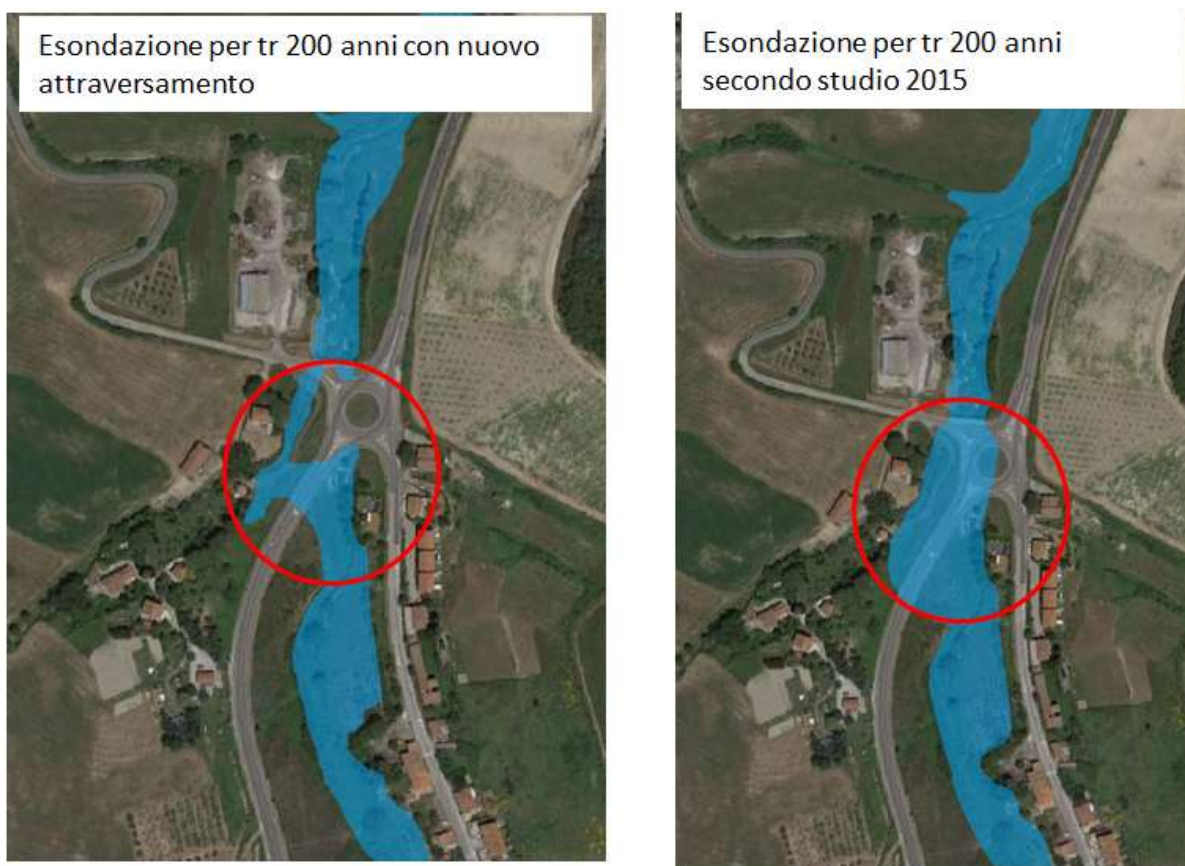 Esondazione per tr 200 anni con nuovo
attraversamento
Esondazione per tr 200 anni
secondo studio 2015